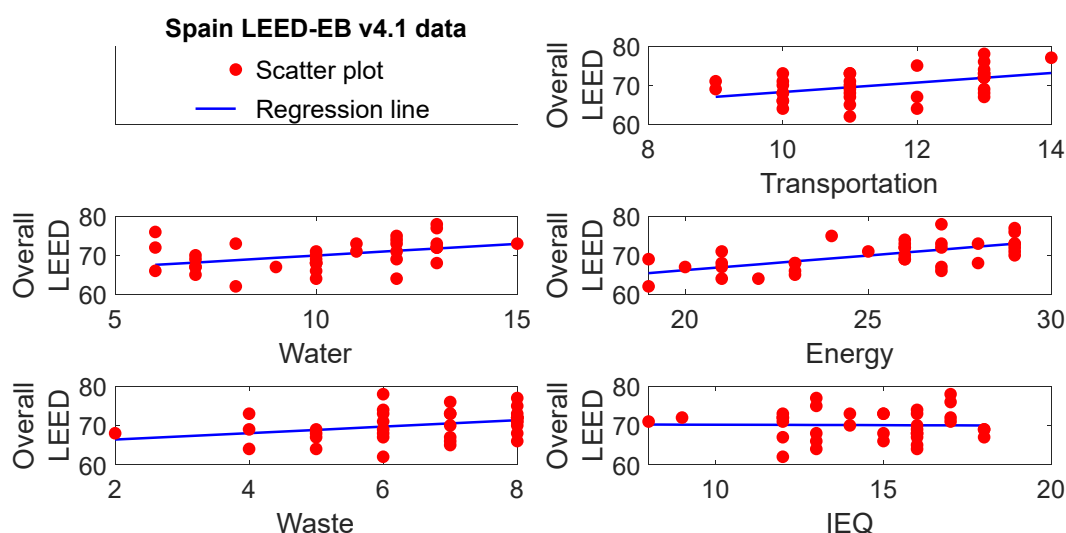 Spain LEED-EB v4.1 data
Scatter plot
Regression line
Overall
LEED
80
70
60
8
10
12
14
Transportation
Overall
LEED
80
70
60
5
10
15
Water
Overall
LEED
80
70
60
20
25
30
Energy
Overall
LEED
80
70
60
2
4
6
8
Waste
Overall
LEED
80
70
60
10
15
20
IEQ